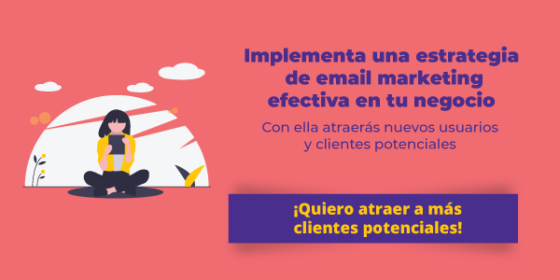 Implementa una estrategia
de email marketing
efectiva en tu negocio
Con ella atraerás nuevos usuarios
y clientes potenciales
¡Quiero atraer a más
clientes potenciales!